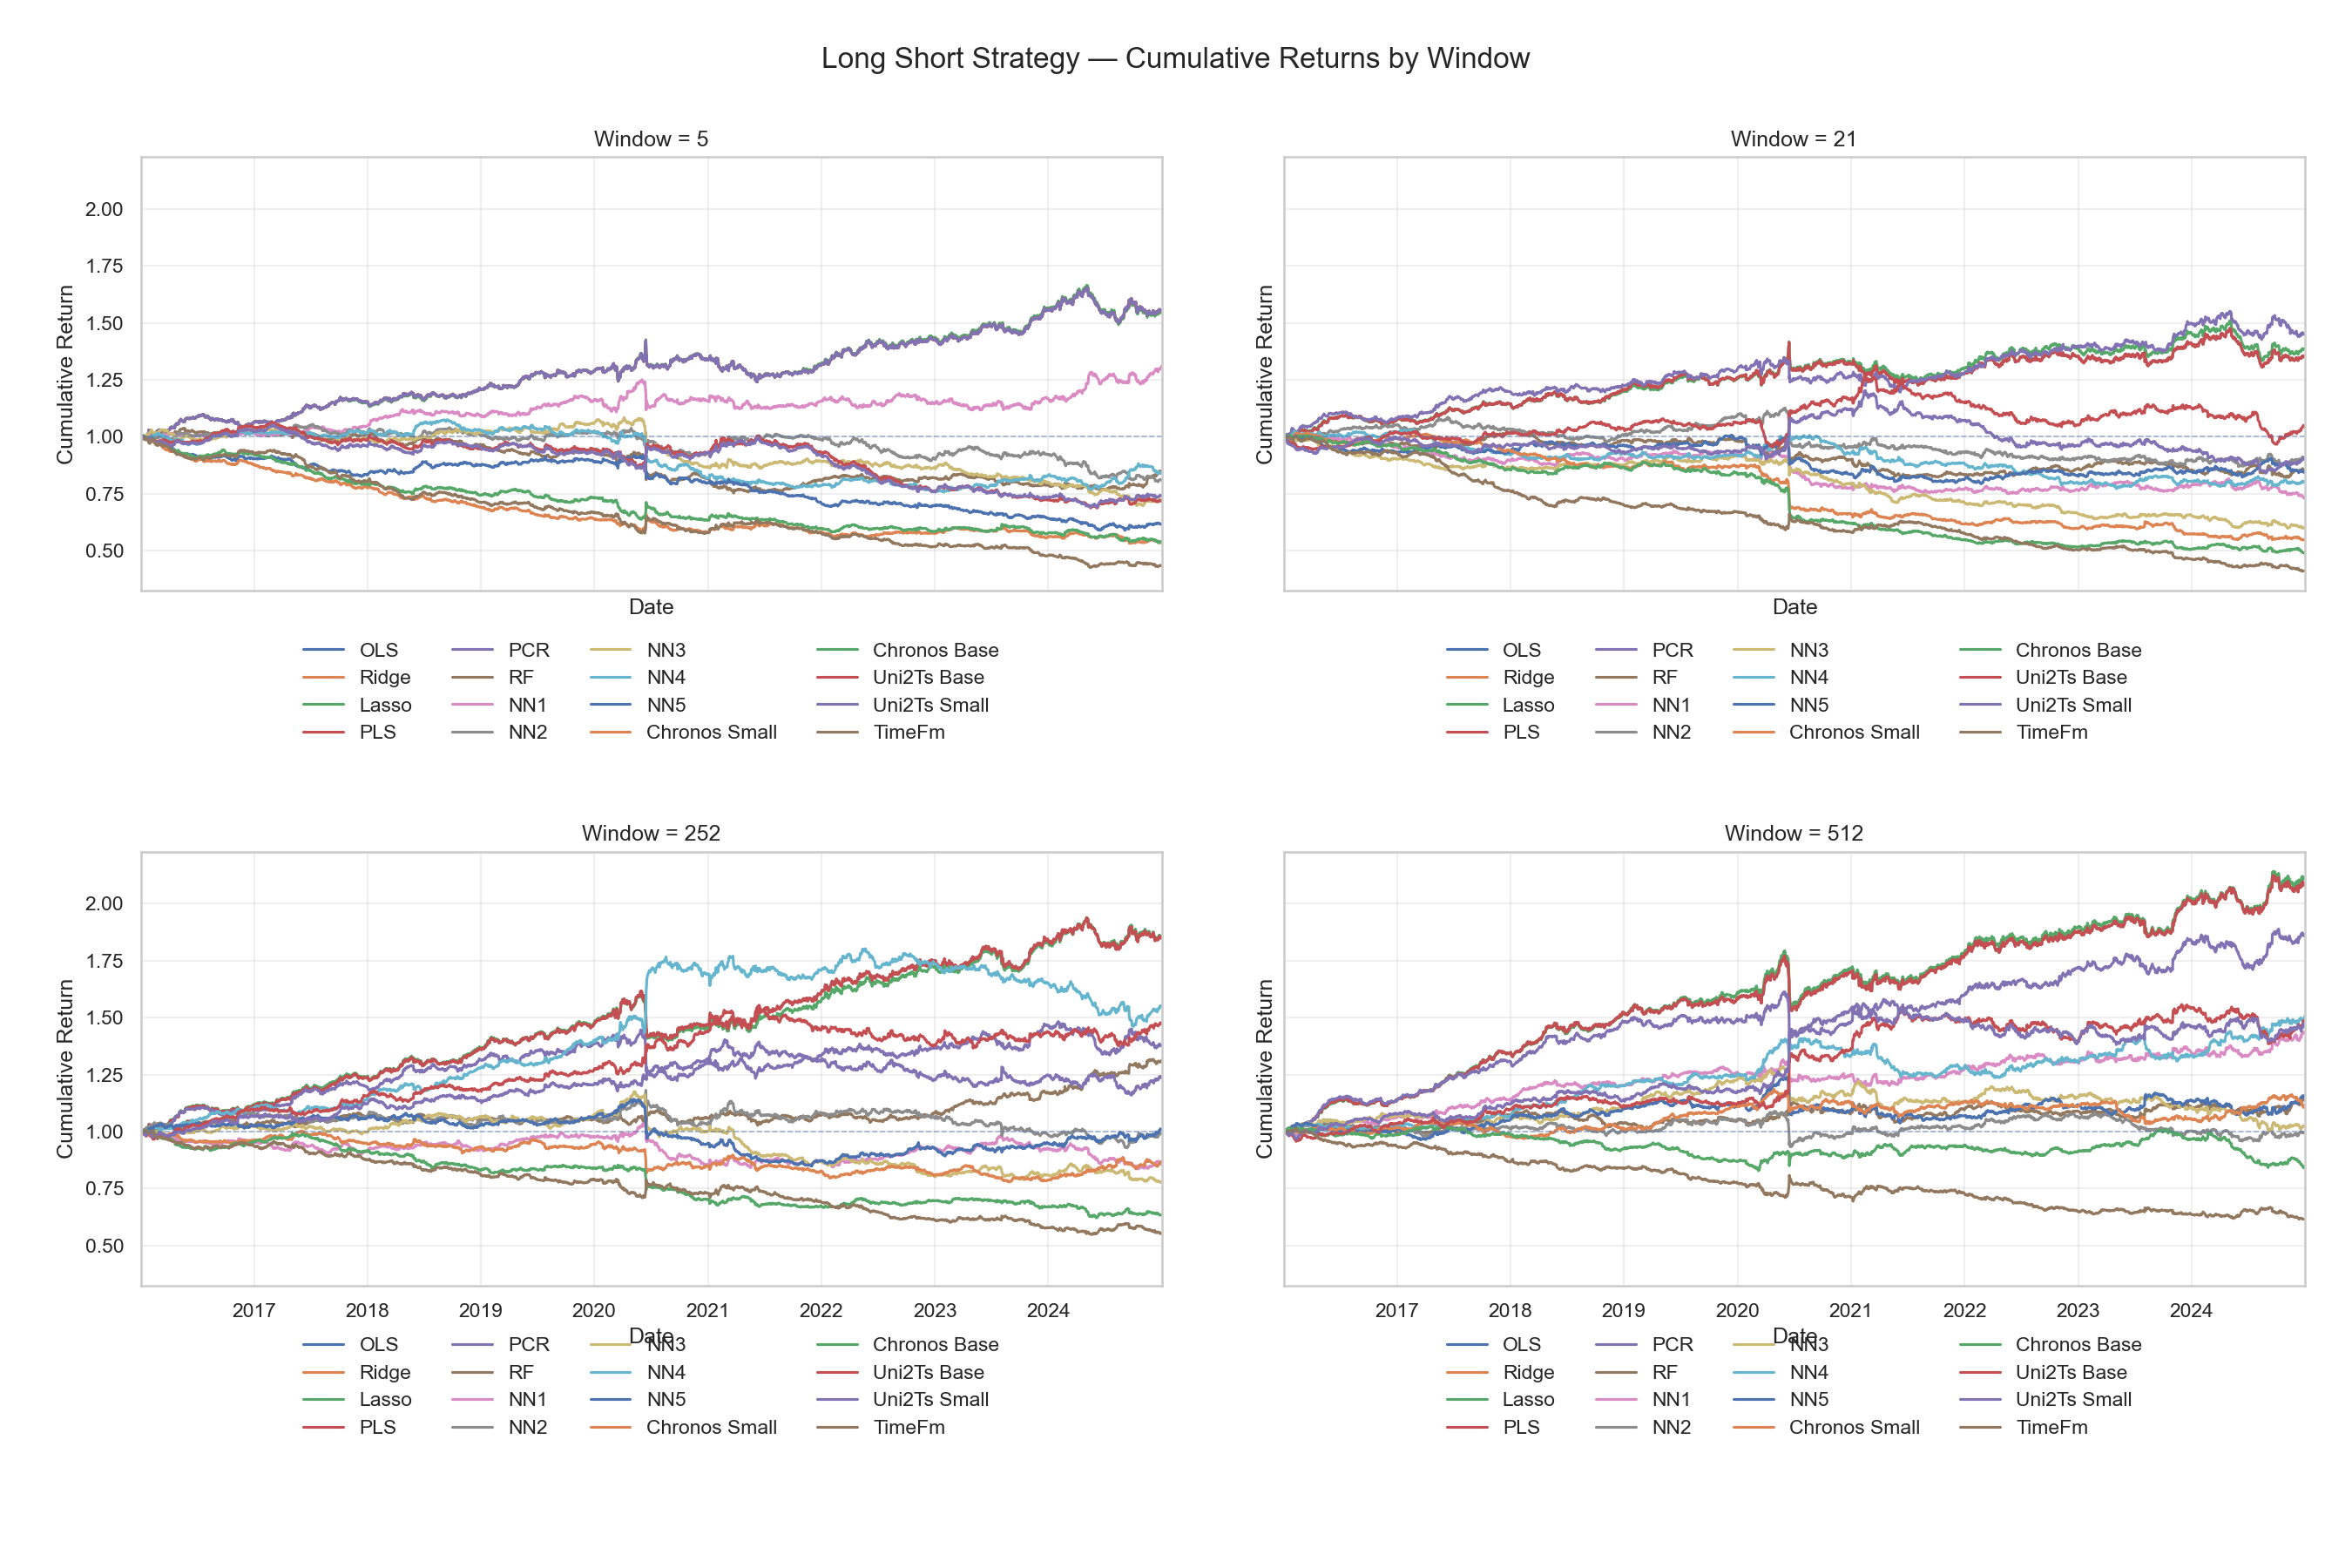 Long Short Strategy — Cumulative Returns by Window
Window = 5
Cumulative Return
2.00
1.75
1.50
1.25
1.00
0.75
0.50
Date
OLS PCR NN3 Chronos Base
Ridge RF NN4 Uni2Ts Base
Lasso NN1 NN5 Uni2Ts Small
PLS NN2 Chronos Small TimeFm
Window = 21
Cumulative Return
Date
OLS PCR NN3 Chronos Base
Ridge RF NN4 Uni2Ts Base
Lasso NN1 NN5 Uni2Ts Small
PLS NN2 Chronos Small TimeFm
Window = 252
Cumulative Return
2.00
1.75
1.50
1.25
1.00
0.75
0.50
2017 2018 2019 2020 2021 2022 2023 2024
Date
OLS PCR NN3 Chronos Base
Ridge RF NN4 Uni2Ts Base
Lasso NN1 NN5 Uni2Ts Small
PLS NN2 Chronos Small TimeFm
Window = 512
Cumulative Return
2017 2018 2019 2020 2021 2022 2023 2024
Date
OLS PCR NN3 Chronos Base
Ridge RF NN4 Uni2Ts Base
Lasso NN1 NN5 Uni2Ts Small
PLS NN2 Chronos Small TimeFm